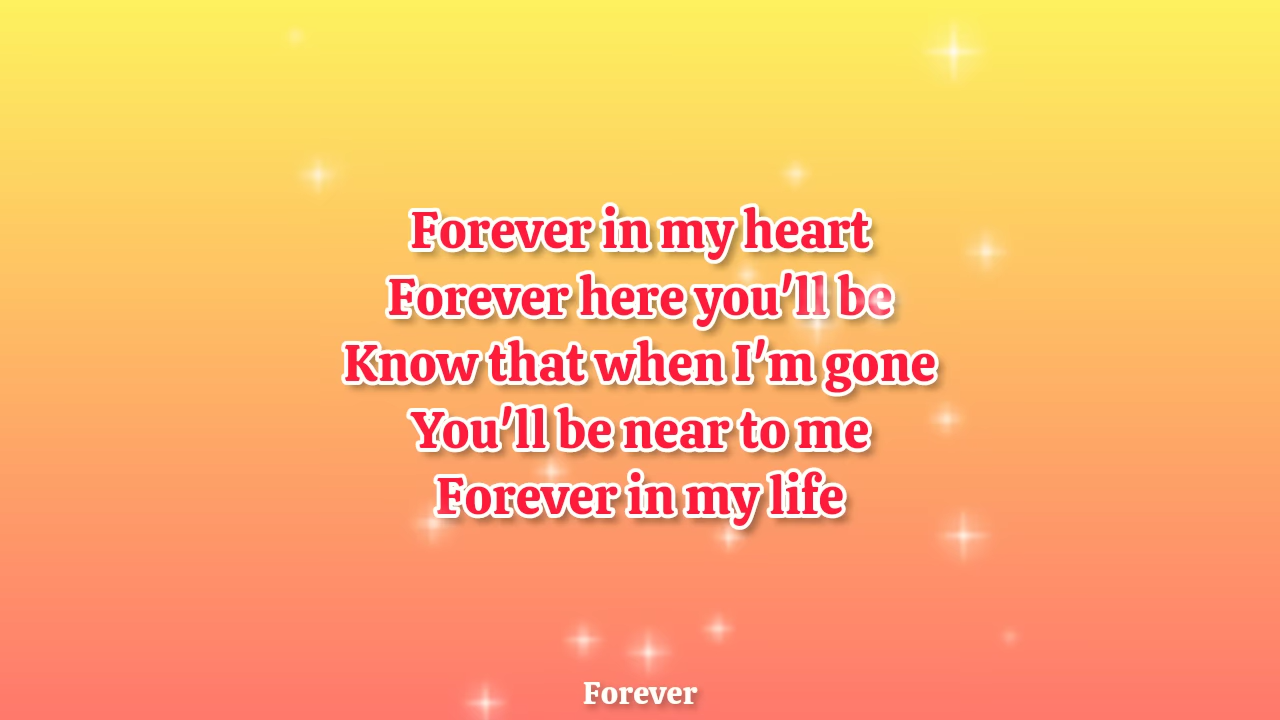 Forever in my heart
Forever here you'll be
Know that when I'm gone
You'll be near to me
Forever in my life
Forever